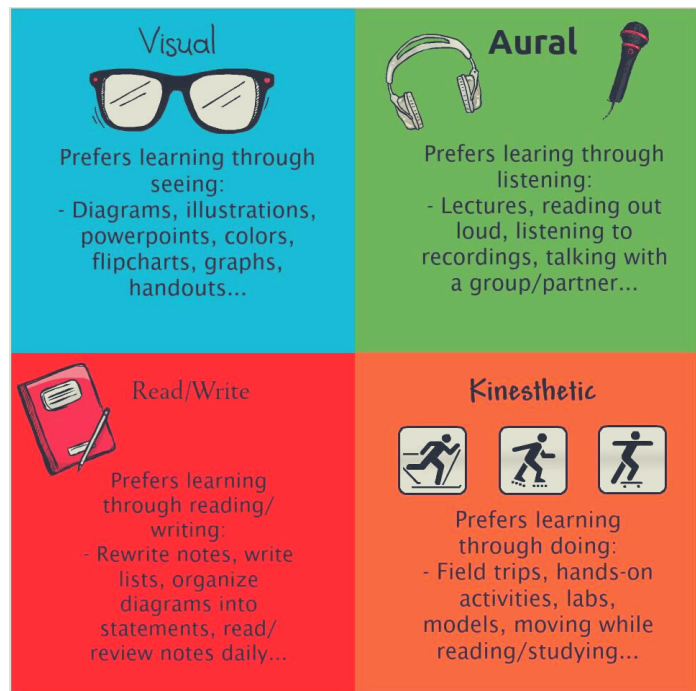 Visual
Prefers learning through
seeing:
- Diagrams, illustrations,
powerpoints, colors,
flipcharts, graphs,
handouts...
Aural
Prefers learing through
listening:
- Lectures, reading out
loud, listening to
recordings, talking with
a group/partner...
Read/Write
Prefers learning
through reading/
writing:
- Rewrite notes, write
lists, organize
diagrams into
statements, read/
review notes daily...
Kinesthetic
Prefers learning
through doing:
- Field trips, hands-on
activities, labs,
models, moving while
reading/studying...